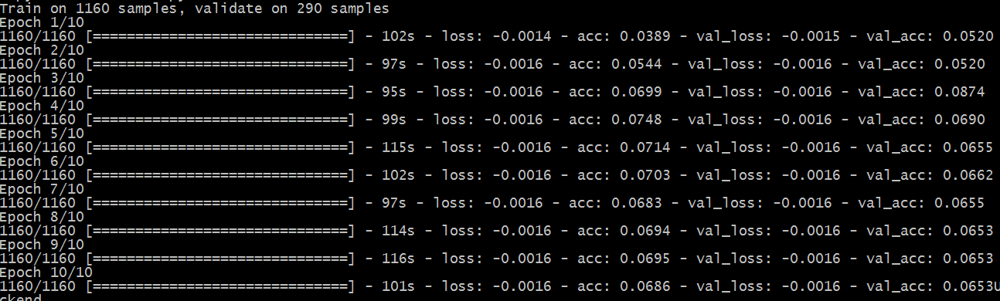 Train on 1160 samples, validate on 290 samples
Epoch 1/10
1160/1160 [==============================] - 102s - loss: -0.0014 - acc: 0.0389 - val_loss: -0.0015 - val_acc: 0.0520
Epoch 2/10
1160/1160 [==============================] - 97s - loss: -0.0016 - acc: 0.0544 - val_loss: -0.0016 - val_acc: 0.0520
Epoch 3/10
1160/1160 [==============================] - 95s - loss: -0.0016 - acc: 0.0699 - val_loss: -0.0016 - val_acc: 0.0874
Epoch 4/10
1160/1160 [==============================] - 99s - loss: -0.0016 - acc: 0.0748 - val_loss: -0.0016 - val_acc: 0.0690
Epoch 5/10
1160/1160 [==============================] - 115s - loss: -0.0016 - acc: 0.0714 - val_loss: -0.0016 - val_acc: 0.0655
Epoch 6/10
1160/1160 [==============================] - 102s - loss: -0.0016 - acc: 0.0703 - val_loss: -0.0016 - val_acc: 0.0662
Epoch 7/10
1160/1160 [==============================] - 97s - loss: -0.0016 - acc: 0.0683 - val_loss: -0.0016 - val_acc: 0.0655
Epoch 8/10
1160/1160 [==============================] - 114s - loss: -0.0016 - acc: 0.0694 - val_loss: -0.0016 - val_acc: 0.0653
Epoch 9/10
1160/1160 [==============================] - 116s - loss: -0.0016 - acc: 0.0695 - val_loss: -0.0016 - val_acc: 0.0653
Epoch 10/10
1160/1160 [==============================] - 101s - loss: -0.0016 - acc: 0.0686 - val_loss: -0.0016 - val_acc: 0.0653U
ckend